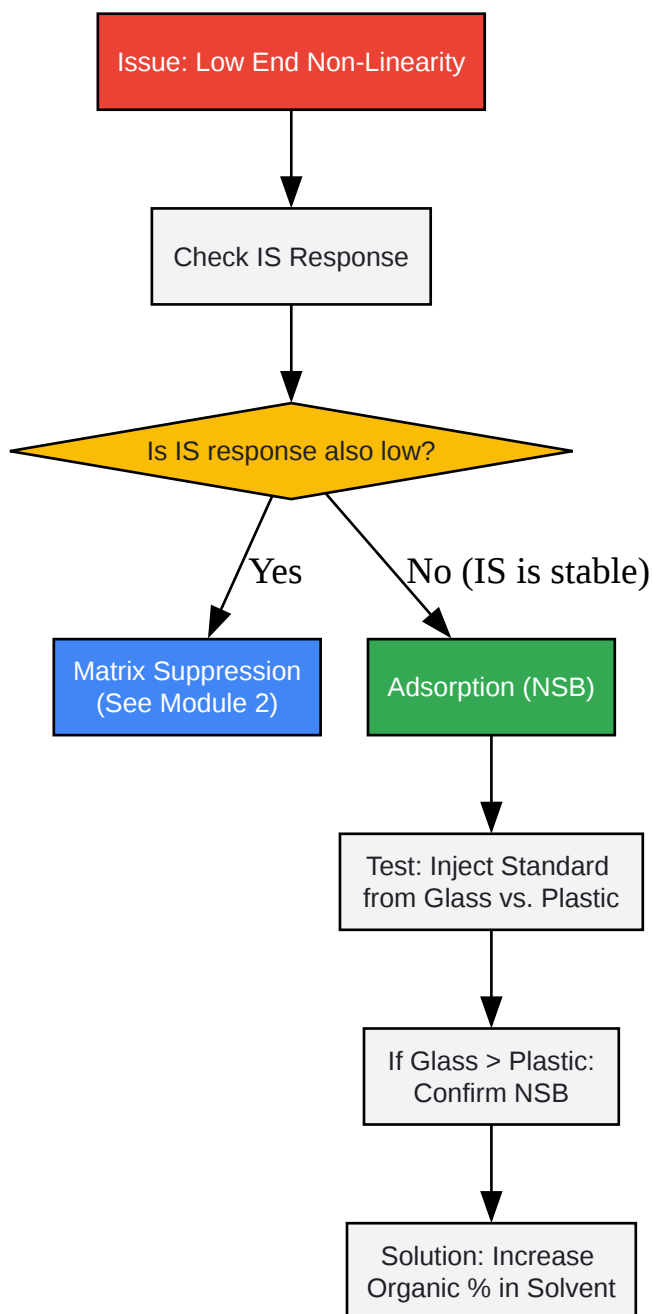 Issue: Low End Non-Linearity
Check IS Response
Is IS response also low?
Yes
No (IS is stable)
Matrix Suppression
(See Module 2)
Adsorption (NSB)
Test: Inject Standard
from Glass vs. Plastic
If Glass > Plastic:
Confirm NSB
Solution: Increase
Organic % in Solvent